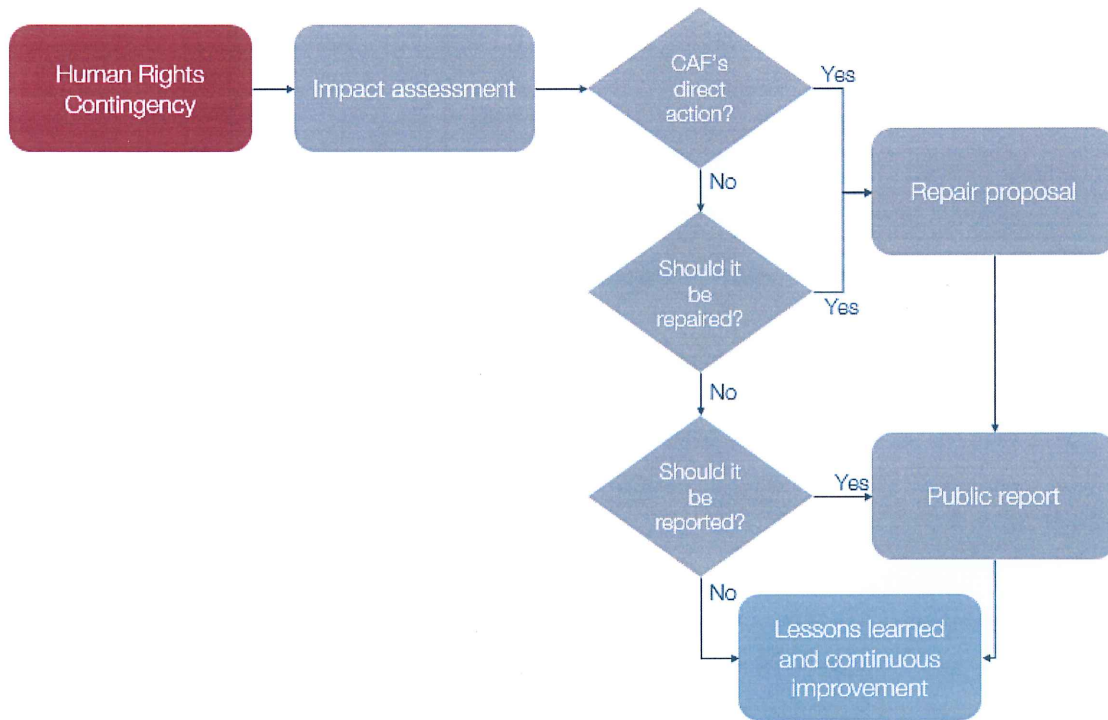 Human Rights
Contingency
Impact assessment
CAF's
direct
action?
Yes
No
Repair proposal
Should it
be
repaired?
Yes
No
Should it
be
reported?
Yes
Public report
No
Lessons learned
and continuous
improvement